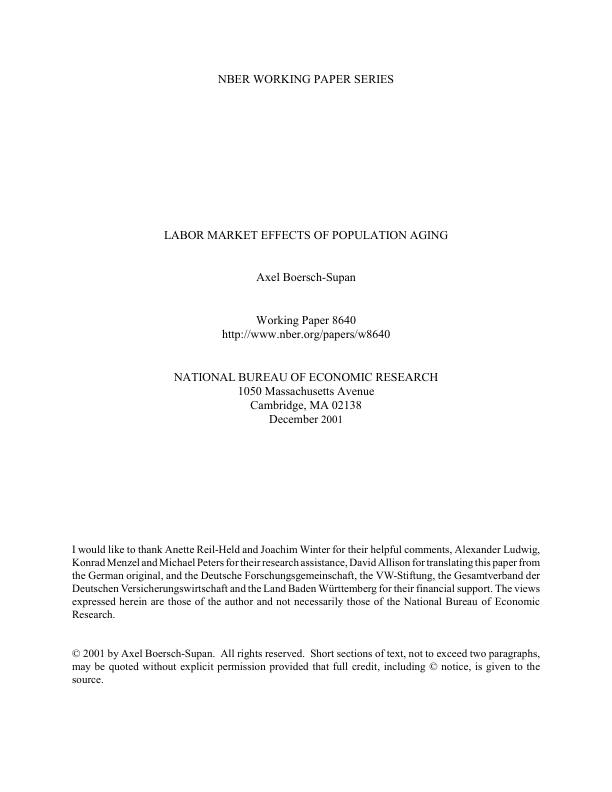 NBER WORKING PAPER SERIES
LABOR MARKET EFFECTS OF POPULATION AGING
Axel Boersch-Supan
Working Paper 8640
http://www.nber.org/papers/w8640
NATIONAL BUREAU OF ECONOMIC RESEARCH
1050 Massachusetts Avenue
Cambridge, MA 02138
December 2001
I would like to thank Anette Reil-Held and Joachim Winter for their helpful comments, Alexander Ludwig,
Konrad Menzel and Michael Peters for their research assistance, David Allison for translating this paper from
the German original, and the Deutsche Forschungsgemeinschaft, the VW-Stiftung, the Gesamtverband der
Deutschen Versicherungswirtschaft and the Land Baden Württemberg for their financial support. The views
expressed herein are those of the author and not necessarily those of the National Bureau of Economic
Research.
© 2001 by Axel Boersch-Supan. All rights reserved. Short sections of text, not to exceed two paragraphs,
may be quoted without explicit permission provided that full credit, including © notice, is given to the
source.